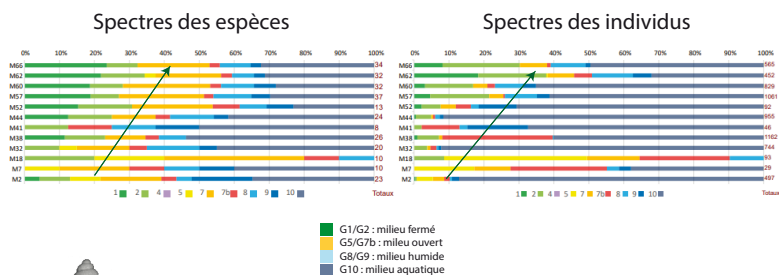 Spectres des espèces
Spectres des individus
0% 10% 20% 30% 40% 50% 60% 70% 80% 90% 100%
0% 10% 20% 30% 40% 50% 60% 70% 80% 90% 100%
M66 34
M62 32
M60 32
M57 37
M52 13
M44 24
M41 8
M38 26
M32 20
M18 10
M7 10
M2 23
1 2 4 5 7 7b 8 9 10 Totaux
M66 565
M62 452
M60 829
M57 1061
M52 92
M44 955
M41 46
M38 1162
M32 744
M18 93
M7 29
M2 497
1 2 4 5 7 7b 8 9 10 Totaux
G1/G2 : milieu fermé
G5/G7b : mileu ouvert
G8/G9 : milieu humide
G10 : milieu aquatique